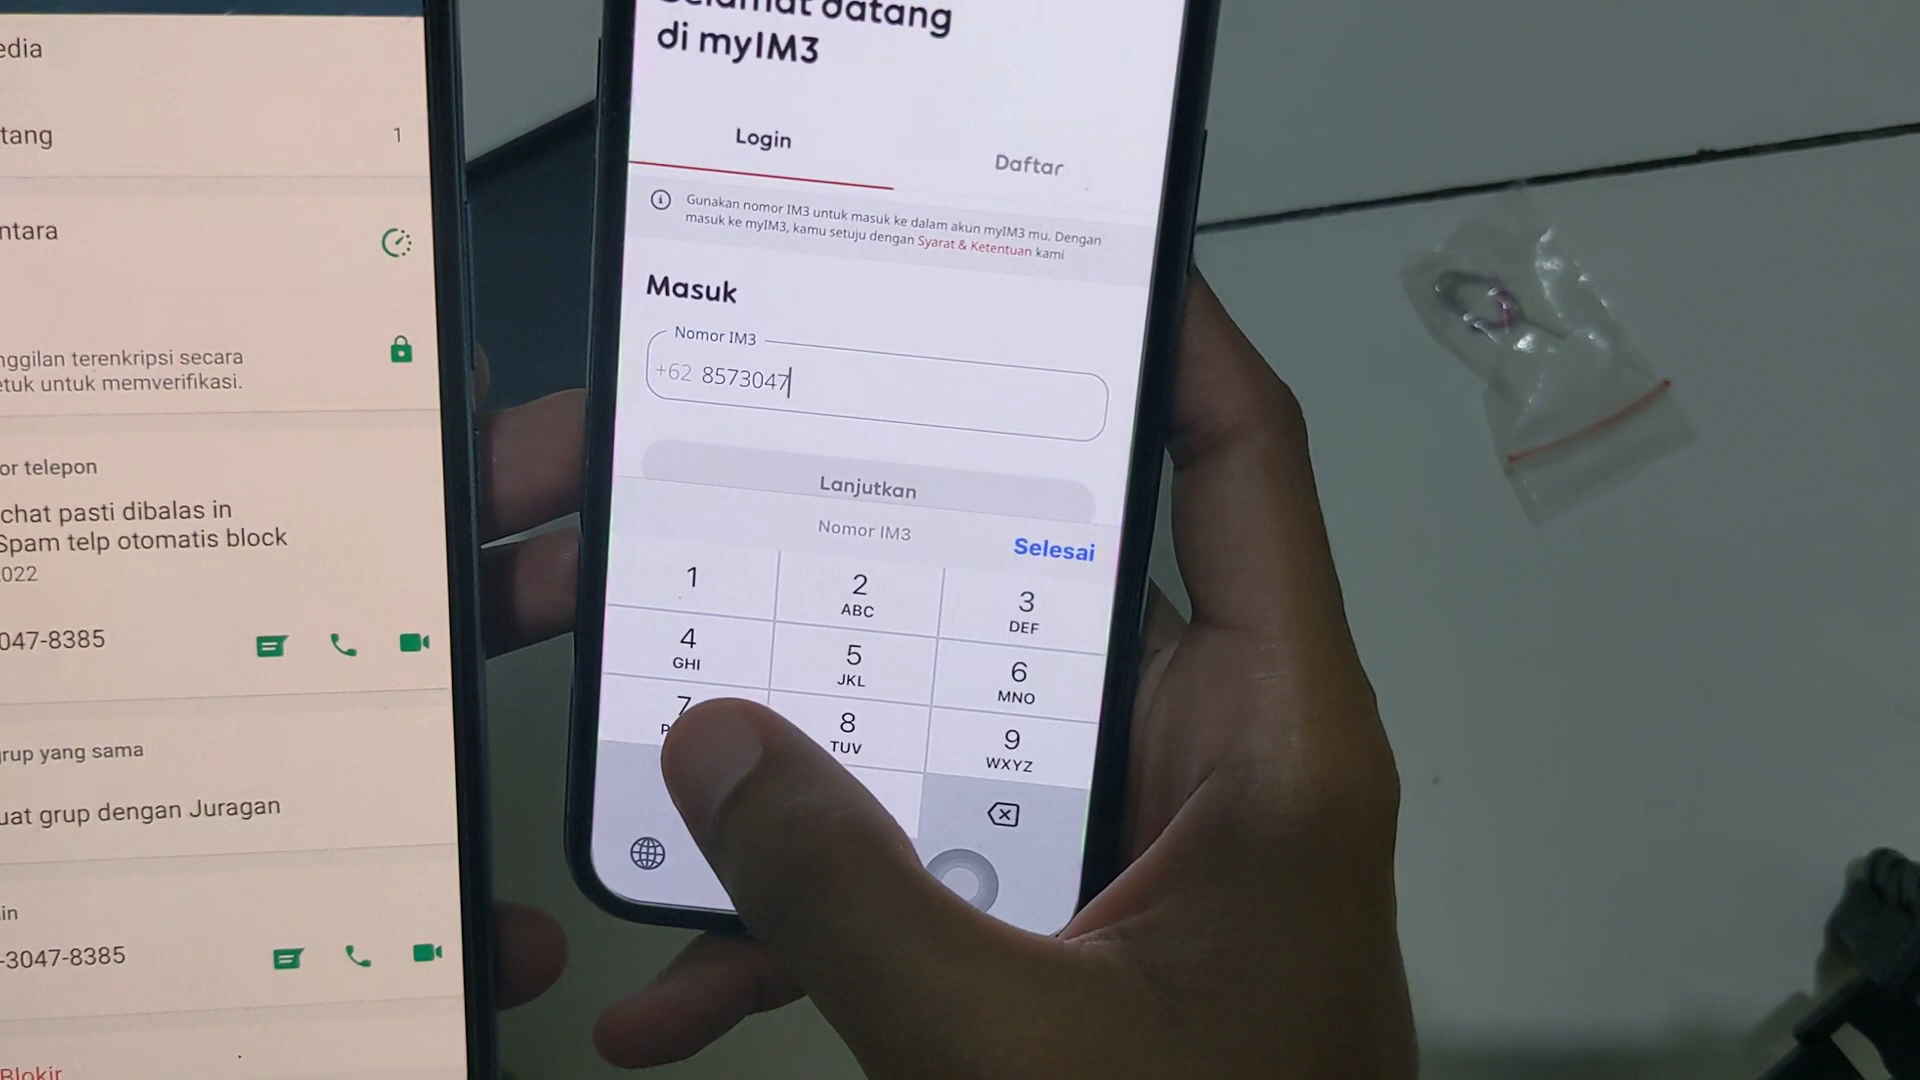 edia
tang
1
ntara
nggilan terenkripsi secara
etuk untuk memverifikasi.
or telepon
chat pasti dibalas in
Spam telp otomatis block
022
047-8385
rup yang sama
uat grup dengan Juragan
in
-3047-8385
Blokir
Selamat datang
di myIM3
Login
Daftar
Gunakan nomor IM3 untuk masuk ke dalam akun myIM3 mu. Dengan
masuk ke myIM3, kamu setuju dengan Syarat & Ketentuan kami
Masuk
Nomor IM3
+62 8573047
Lanjutkan
Nomor IM3
Selesai
1
2
ABC
3
DEF
4
GHI
5
JKL
6
MNO
7
P
8
TUV
9
WXYZ